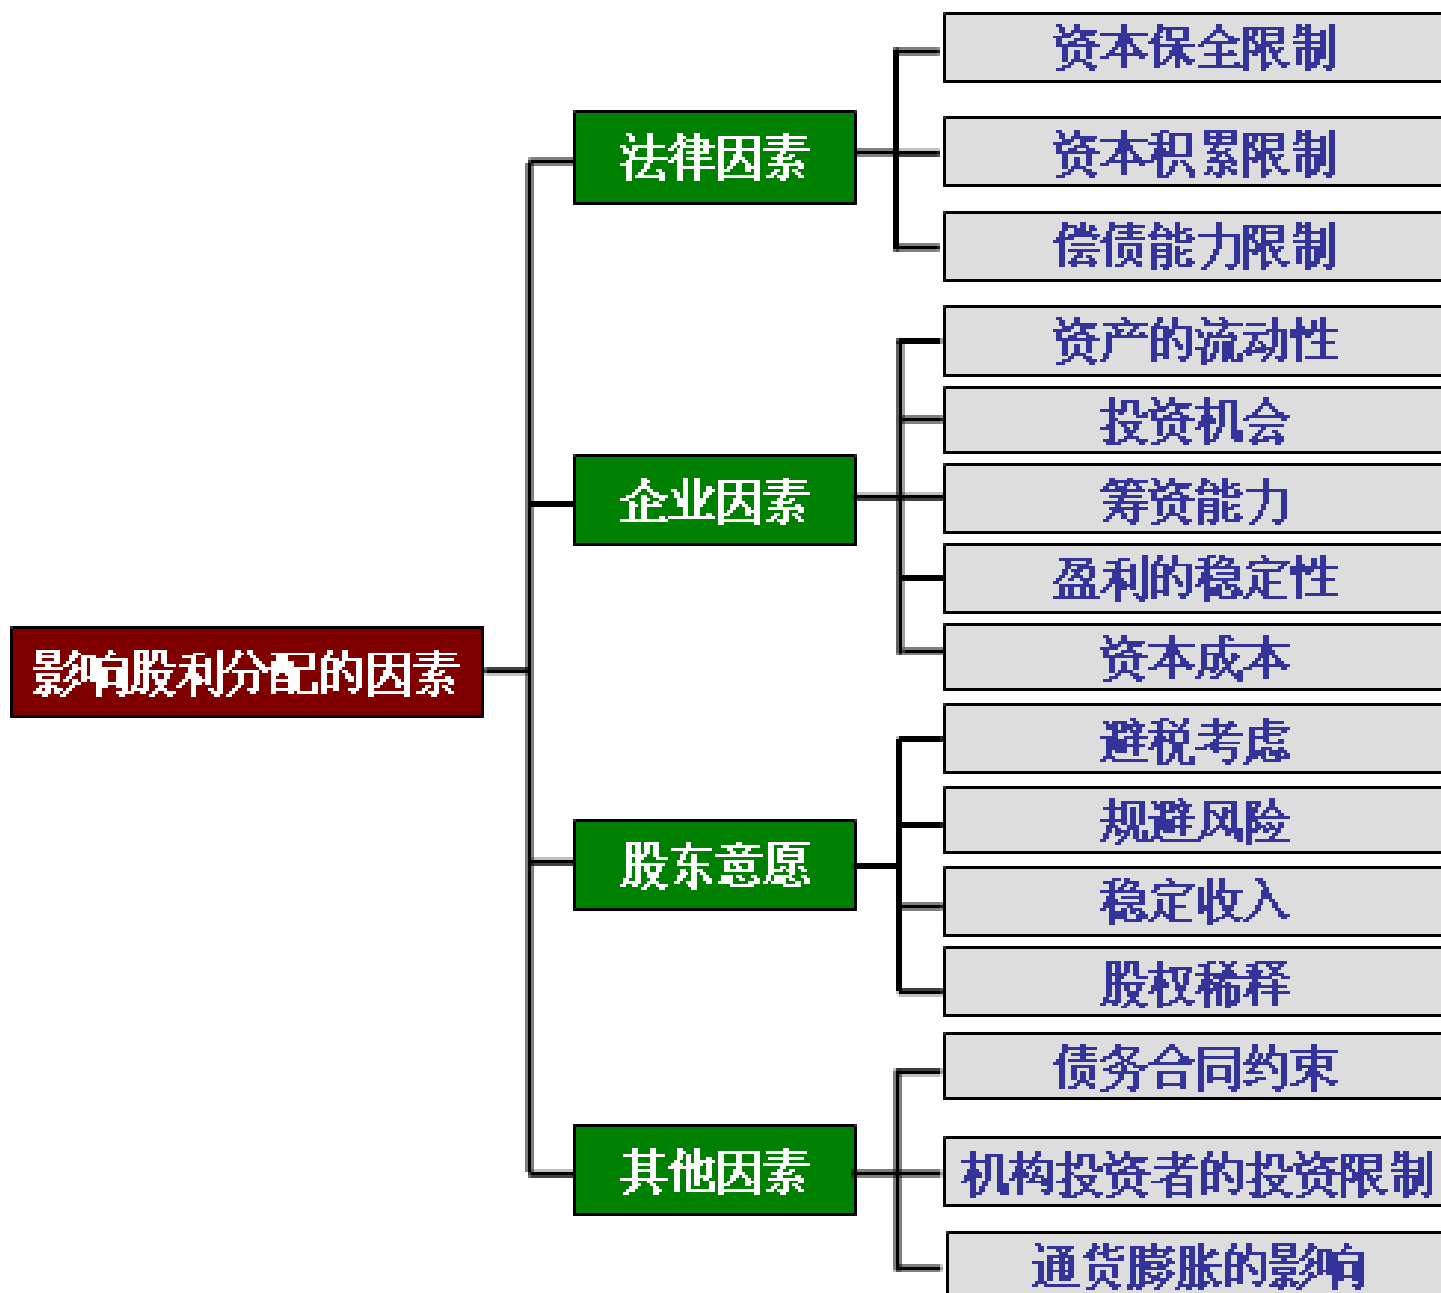 影响股利分配的因素
法律因素
资本保全限制
资本积累限制
偿债能力限制
企业因素
资产的流动性
投资机会
筹资能力
盈利的稳定性
资本成本
股东意愿
避税考虑
规避风险
稳定收入
股权稀释
其他因素
债务合同约束
机构投资者的投资限制
通货膨胀的影响